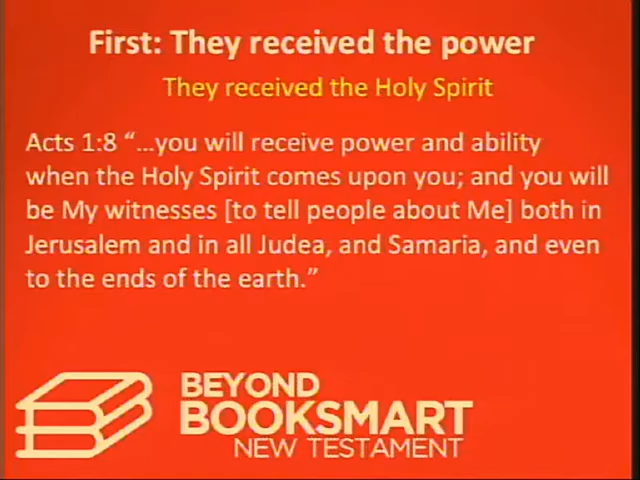 First: They received the power
They received the Holy Spirit
Acts 1:8 “…you will receive power and ability
when the Holy Spirit comes upon you; and you will
be My witnesses [to tell people about Me] both in
Jerusalem and in all Judea, and Samaria, and even
to the ends of the earth.”
BEYOND
BOOKSMART
NEW TESTAMENT